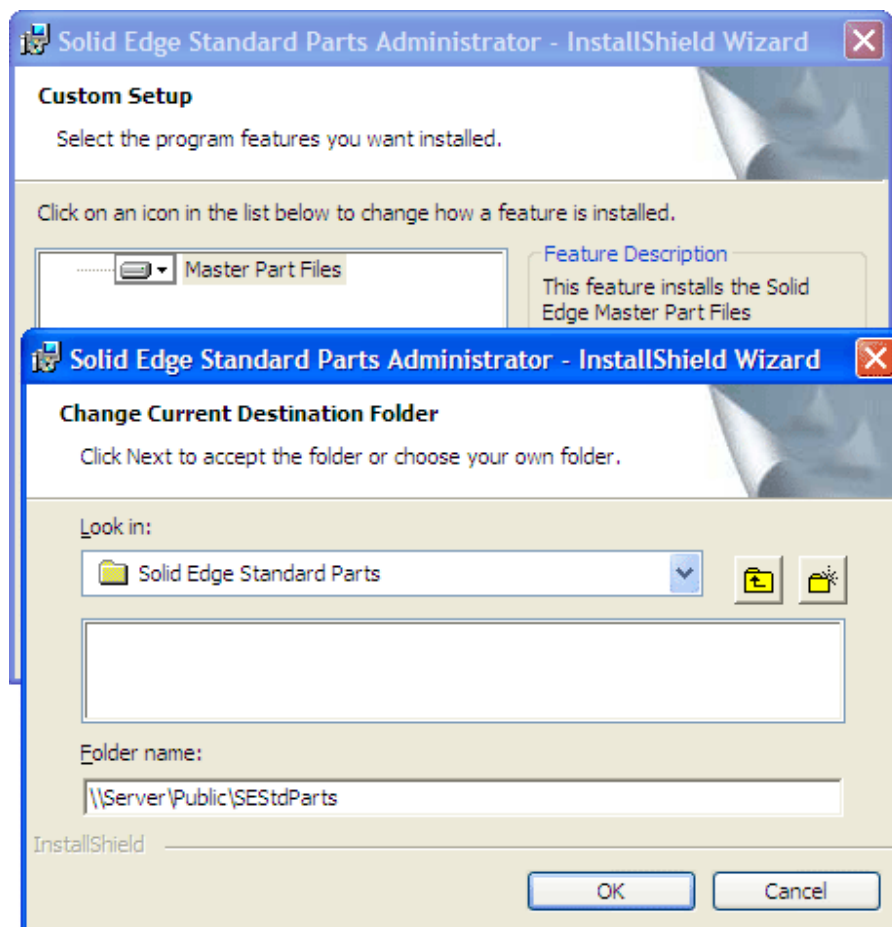 Solid Edge Standard Parts Administrator - InstallShield Wizard
Custom Setup
Select the program features you want installed.
Click on an icon in the list below to change how a feature is installed.
Master Part Files
Feature Description
This feature installs the Solid
Edge Master Part Files
Solid Edge Standard Parts Administrator - InstallShield Wizard
Change Current Destination Folder
Click Next to accept the folder or choose your own folder.
Look in:
Solid Edge Standard Parts
Folder name:
\\Server\Public\SEStdParts
InstallShield
OK
Cancel